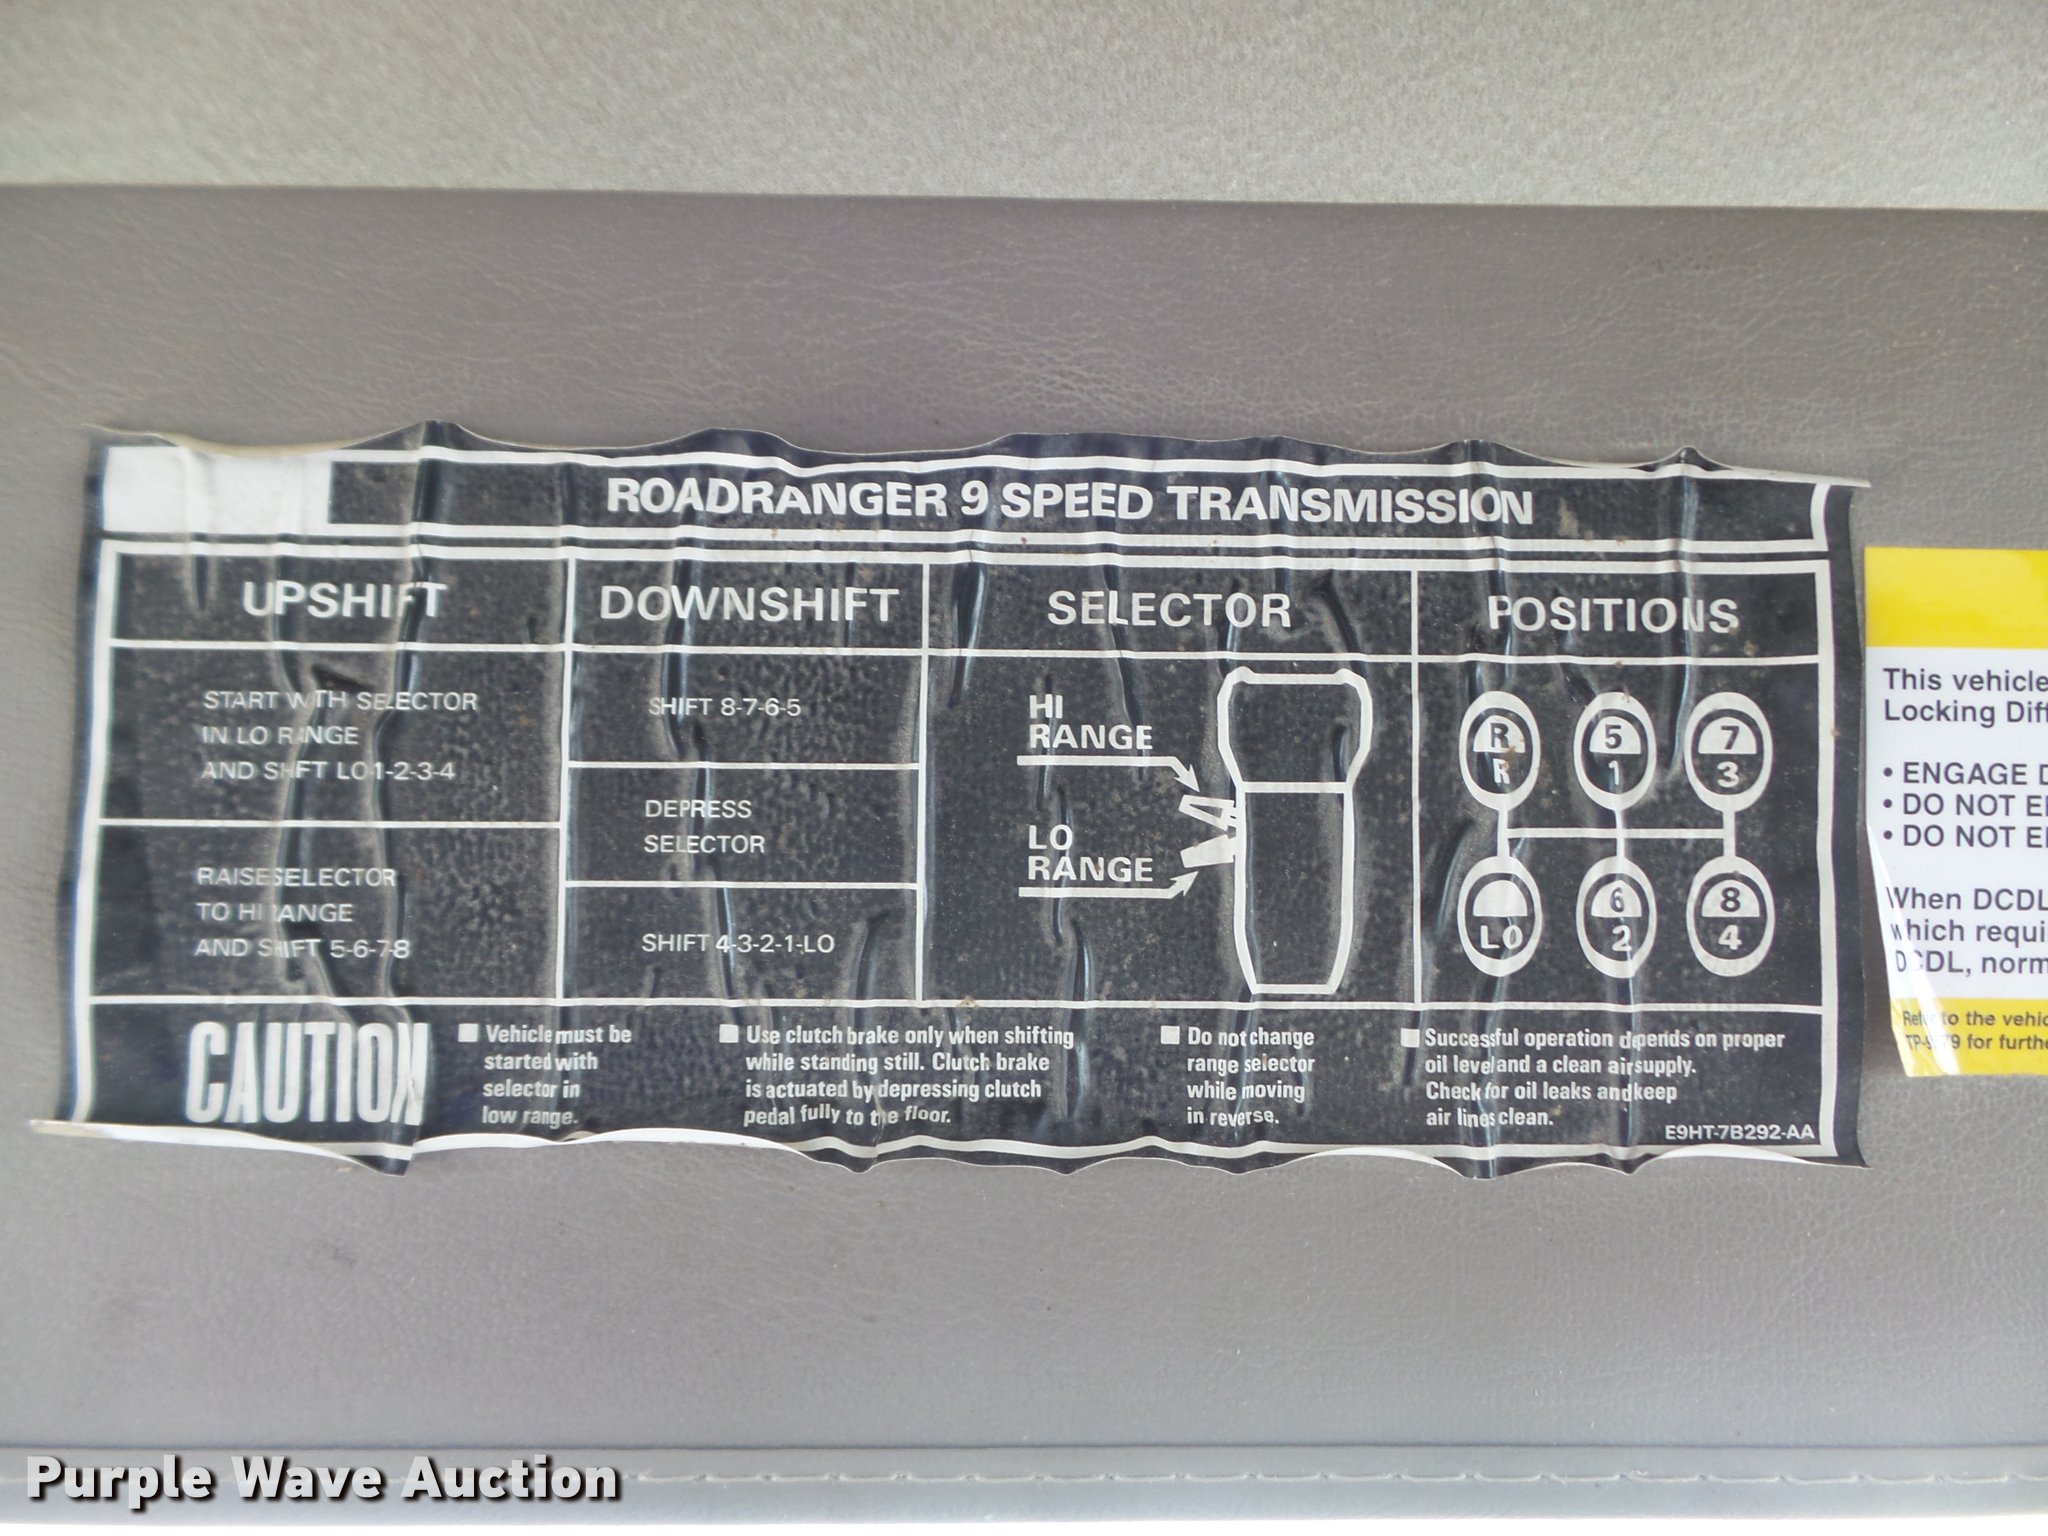 ROADRANGER 9 SPEED TRANSMISSION
UPSHIFT
START WITH SELECTOR
IN LO RANGE
AND SHIFT LO-1-2-3-4
RAISE SELECTOR
TO HI RANGE
AND SHIFT 5-6-7-8
DOWNSHIFT
SHIFT 8-7-6-5
DEPRESS
SELECTOR
SHIFT 4-3-2-1-LO
SELECTOR
HI
RANGE
LO
RANGE
POSITIONS
R 5 7
R 1 3
6 8
LO 2 4
CAUTION
Vehicle must be
started with
selector in
low range.
Use clutch brake only when shifting
while standing still. Clutch brake
is actuated by depressing clutch
pedal fully to the floor.
Do not change
range selector
while moving
in reverse.
Successful operation depends on proper
oil level and a clean air supply.
Check for oil leaks and keep
air lines clean.
E9HT-7B292-AA
This vehicle
Locking Diff
• ENGAGE D
• DO NOT E
• DO NOT E
When DCDL
which requi
DCDL, norm
Refer to the vehic
for furthe
Purple Wave Auction